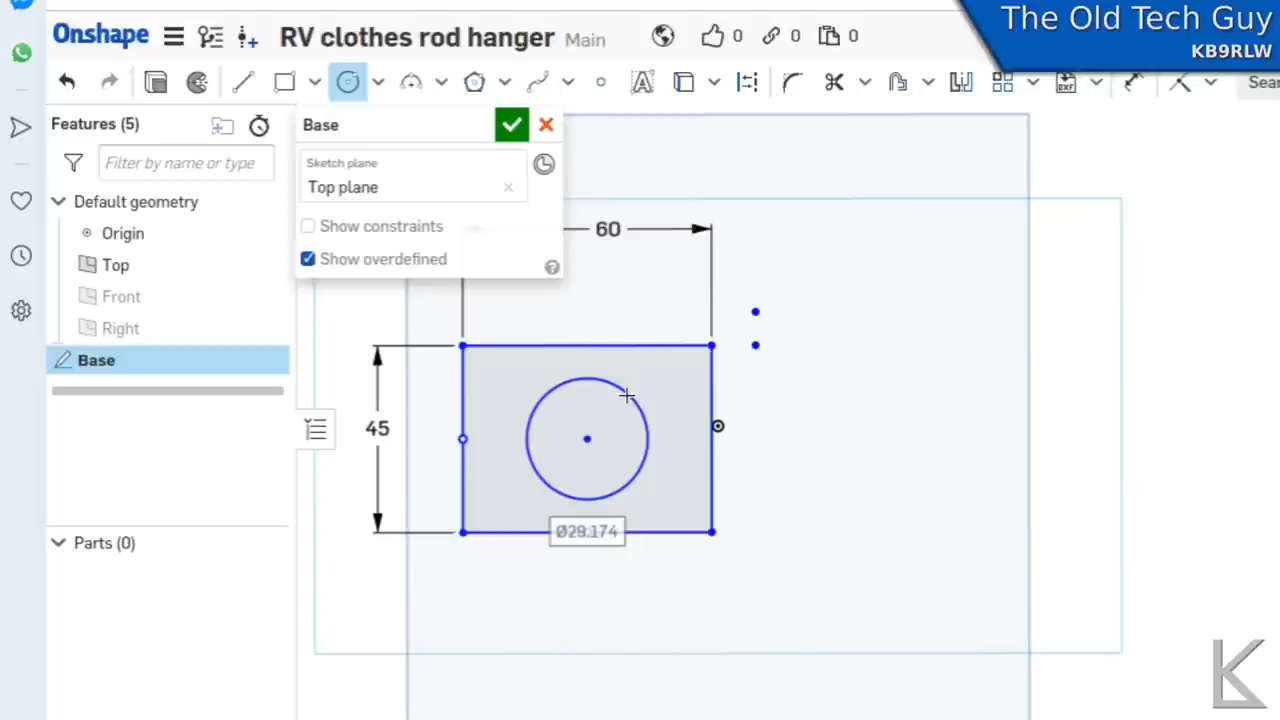 The Old Tech Guy
KB9RLW
Onshape
RV clothes rod hanger Main
0
0
0
Sear
Features (5)
Filter by name or type
Default geometry
Origin
Top
Front
Right
Base
Parts (0)
Base
Sketch plane
Top plane
Show constraints
Show overdefined
60
45
Ø29.174
K